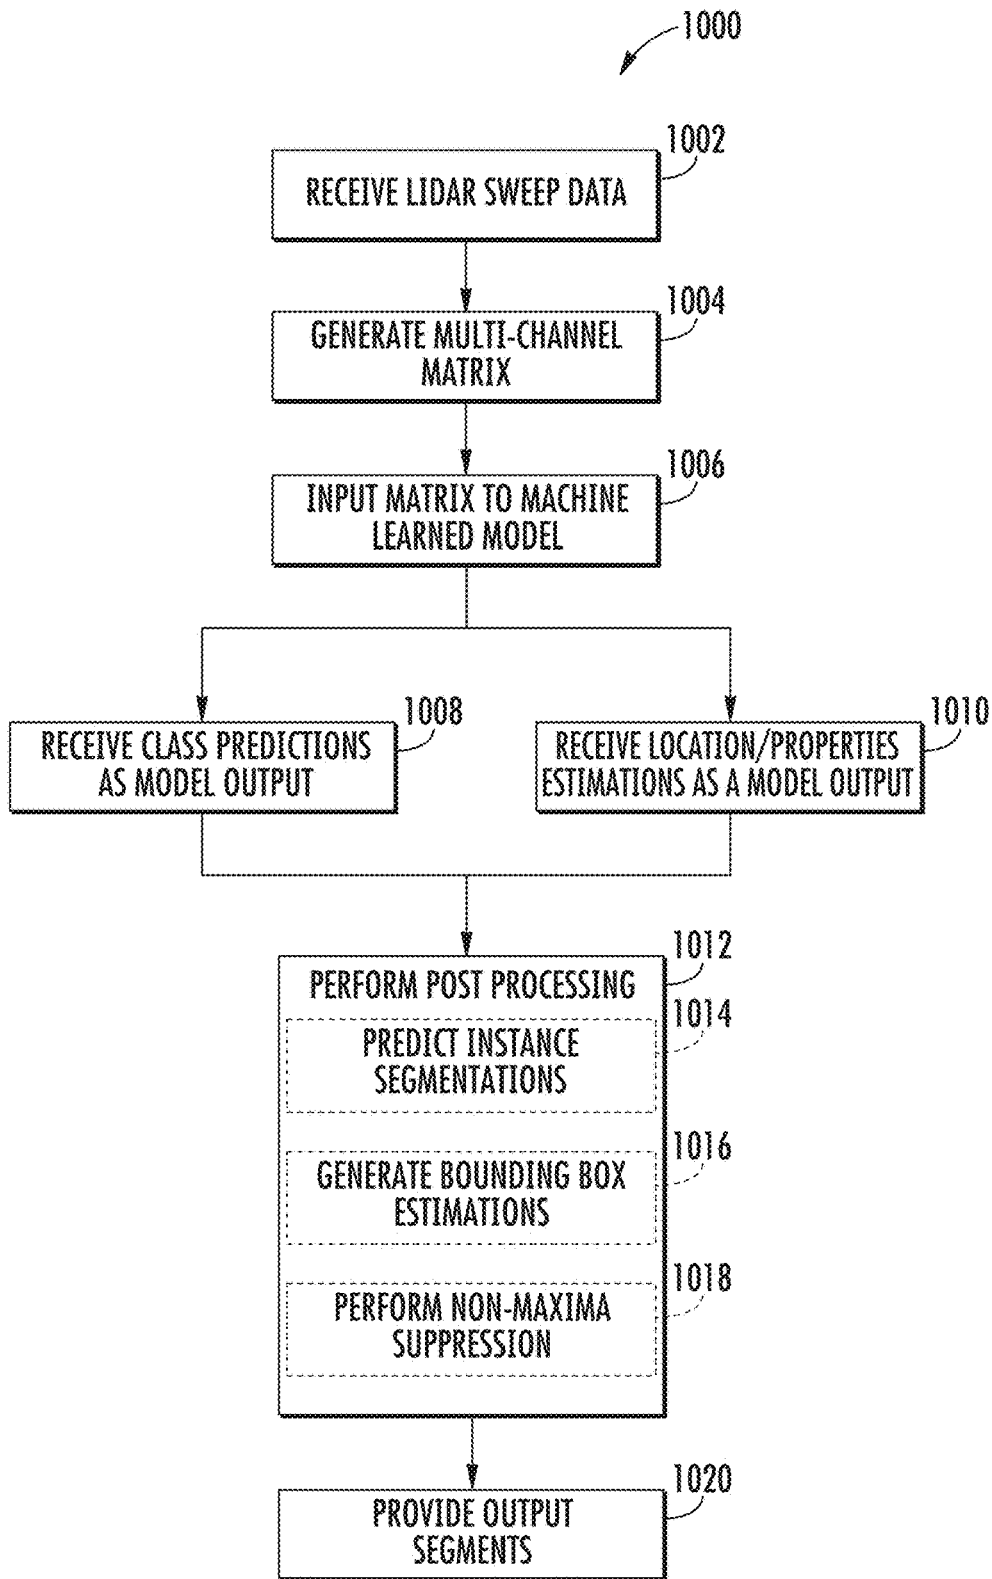 1000
1002
RECEIVE LIDAR SWEEP DATA
1004
GENERATE MULTI-CHANNEL
MATRIX
1006
INPUT MATRIX TO MACHINE
LEARNED MODEL
1008
RECEIVE CLASS PREDICTIONS
AS MODEL OUTPUT
1010
RECEIVE LOCATION/PROPERTIES
ESTIMATIONS AS A MODEL OUTPUT
1012
PERFORM POST PROCESSING
1014
PREDICT INSTANCE
SEGMENTATIONS
1016
GENERATE BOUNDING BOX
ESTIMATIONS
1018
PERFORM NON-MAXIMA
SUPPRESSION
1020
PROVIDE OUTPUT
SEGMENTS